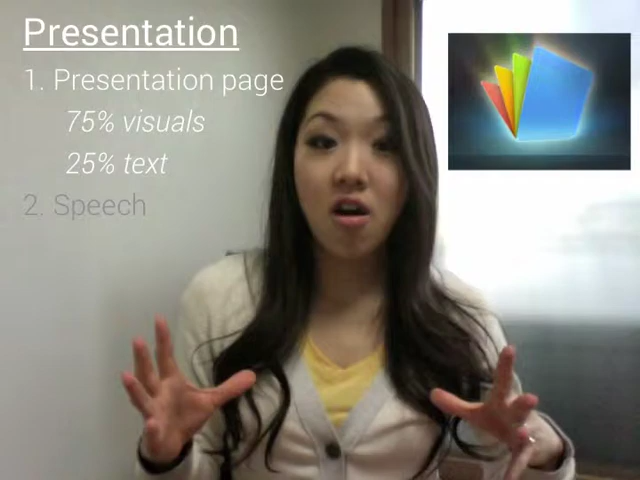 Presentation
1. Presentation page
75% visuals
25% text
2. Speech